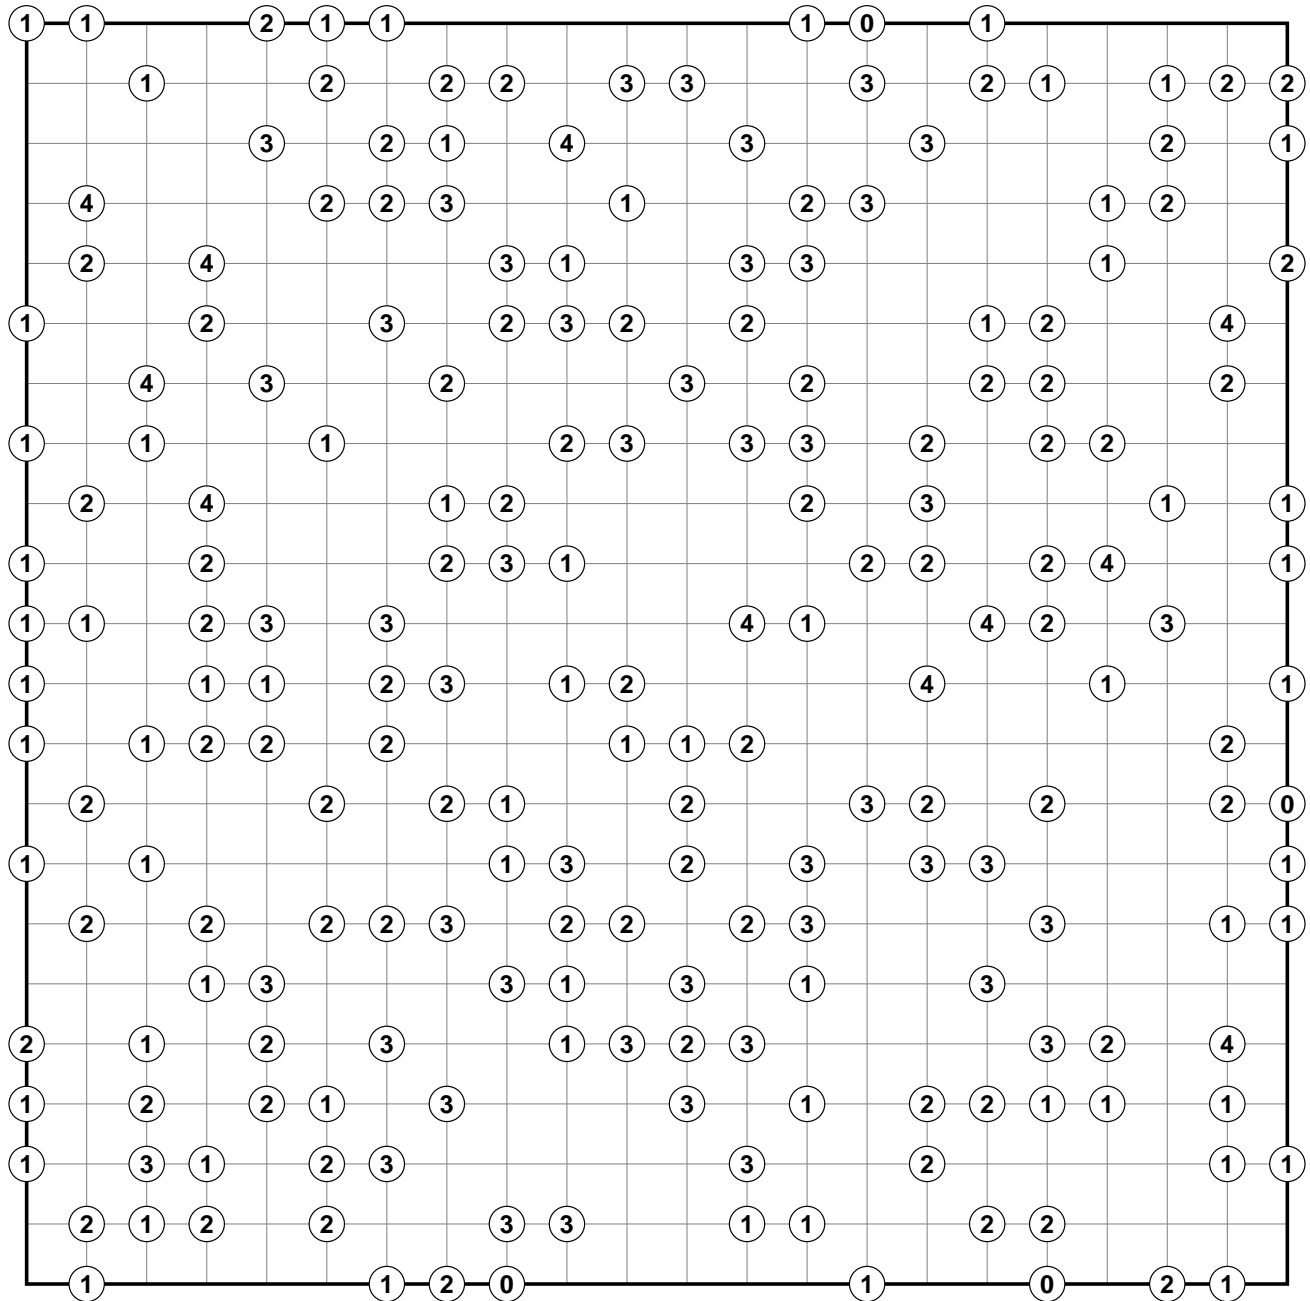 1 1 2 1 1 1 0 1
1 2 2 2 3 3 3 2 1 1 2 2
3 2 1 4 3 3 2 1
4 2 2 3 1 2 3 1 2
2 4 3 1 3 3 1 2
1 2 3 2 3 2 2 1 2 4
4 3 2 3 2 2 2 2
1 1 1 2 3 3 3 2 2 2
2 4 1 2 2 3 1 1
1 2 2 3 1 2 2 2 4 1
1 1 2 3 3 4 1 4 2 3
1 1 1 2 3 1 2 4 1 1
1 1 2 2 2 1 1 2 2
2 2 2 1 2 3 2 2 2 0
1 1 1 3 2 3 3 3 1
2 2 2 2 3 2 2 2 3 3 1 1
1 3 3 1 3 1 3
2 1 2 3 1 3 2 3 3 2 4
1 2 2 1 3 3 1 2 2 1 1 1
1 3 1 2 3 3 2 1 1
2 1 2 2 3 3 1 1 2 2
1 1 2 0 1 0 2 1